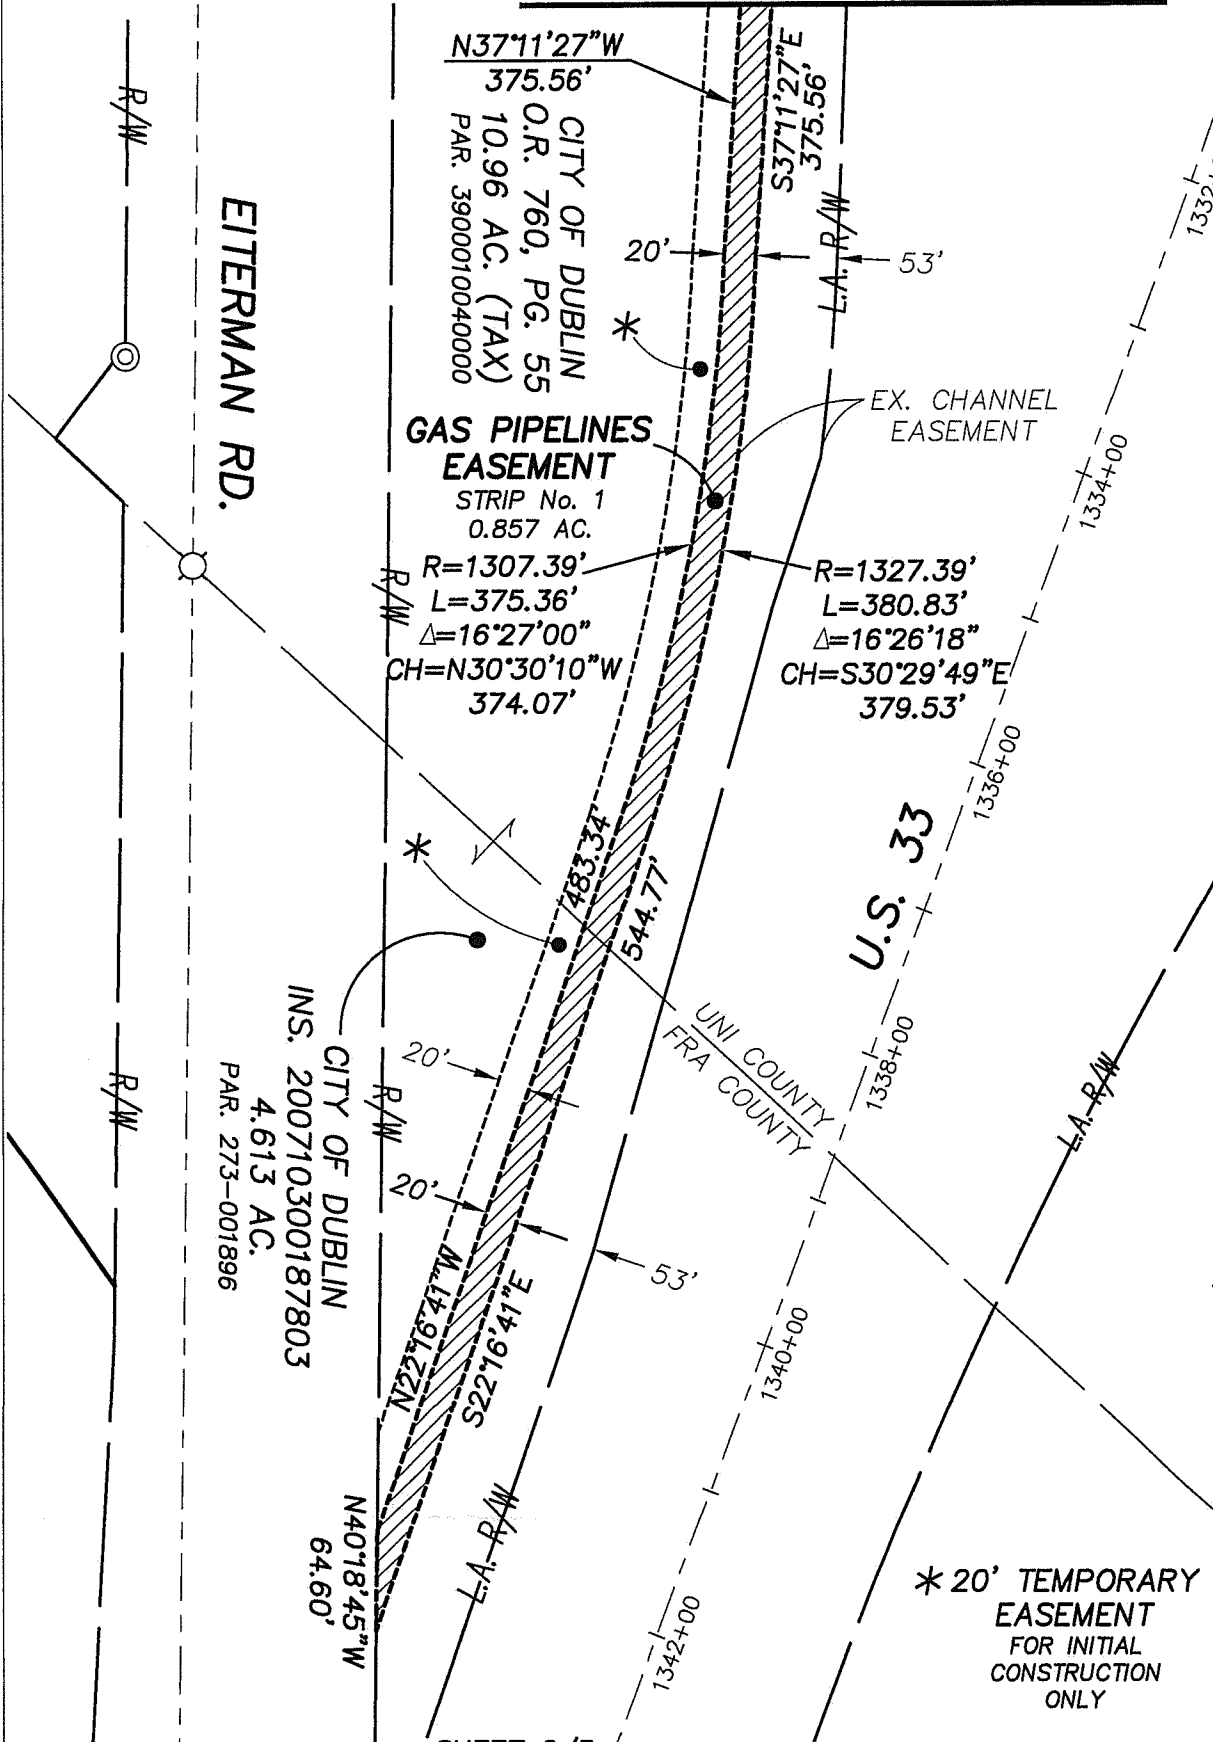 N37°11'27"W
375.56'
S37°11'27"E
375.56'
CITY OF DUBLIN
O.R. 760, PG. 55
10.96 AC. (TAX)
PAR. 3900010040000
R/W
L.A. R/W
20'
53'
EITERMAN RD.
GAS PIPELINES
EASEMENT
STRIP No. 1
0.857 AC.
EX. CHANNEL
EASEMENT
1334+00
R=1307.39'
L=375.36'
△=16°27'00"
CH=N30°30'10"W
374.07'
R=1327.39'
L=380.83'
△=16°26'18"
CH=S30°29'49"E
379.53'
R/W
1336+00
U.S. 33
483.34'
544.77'
UNI COUNTY
FRA COUNTY
1338+00
CITY OF DUBLIN
INS. 200710300187803
4.613 AC.
PAR. 273-001896
R/W
R/W
20'
20'
53'
L.A. R/W
N22°16'41"W
S22°16'41"E
1340+00
N40°18'45"W
64.60'
L.A. R/W
1342+00
* 20' TEMPORARY
EASEMENT
FOR INITIAL
CONSTRUCTION
ONLY